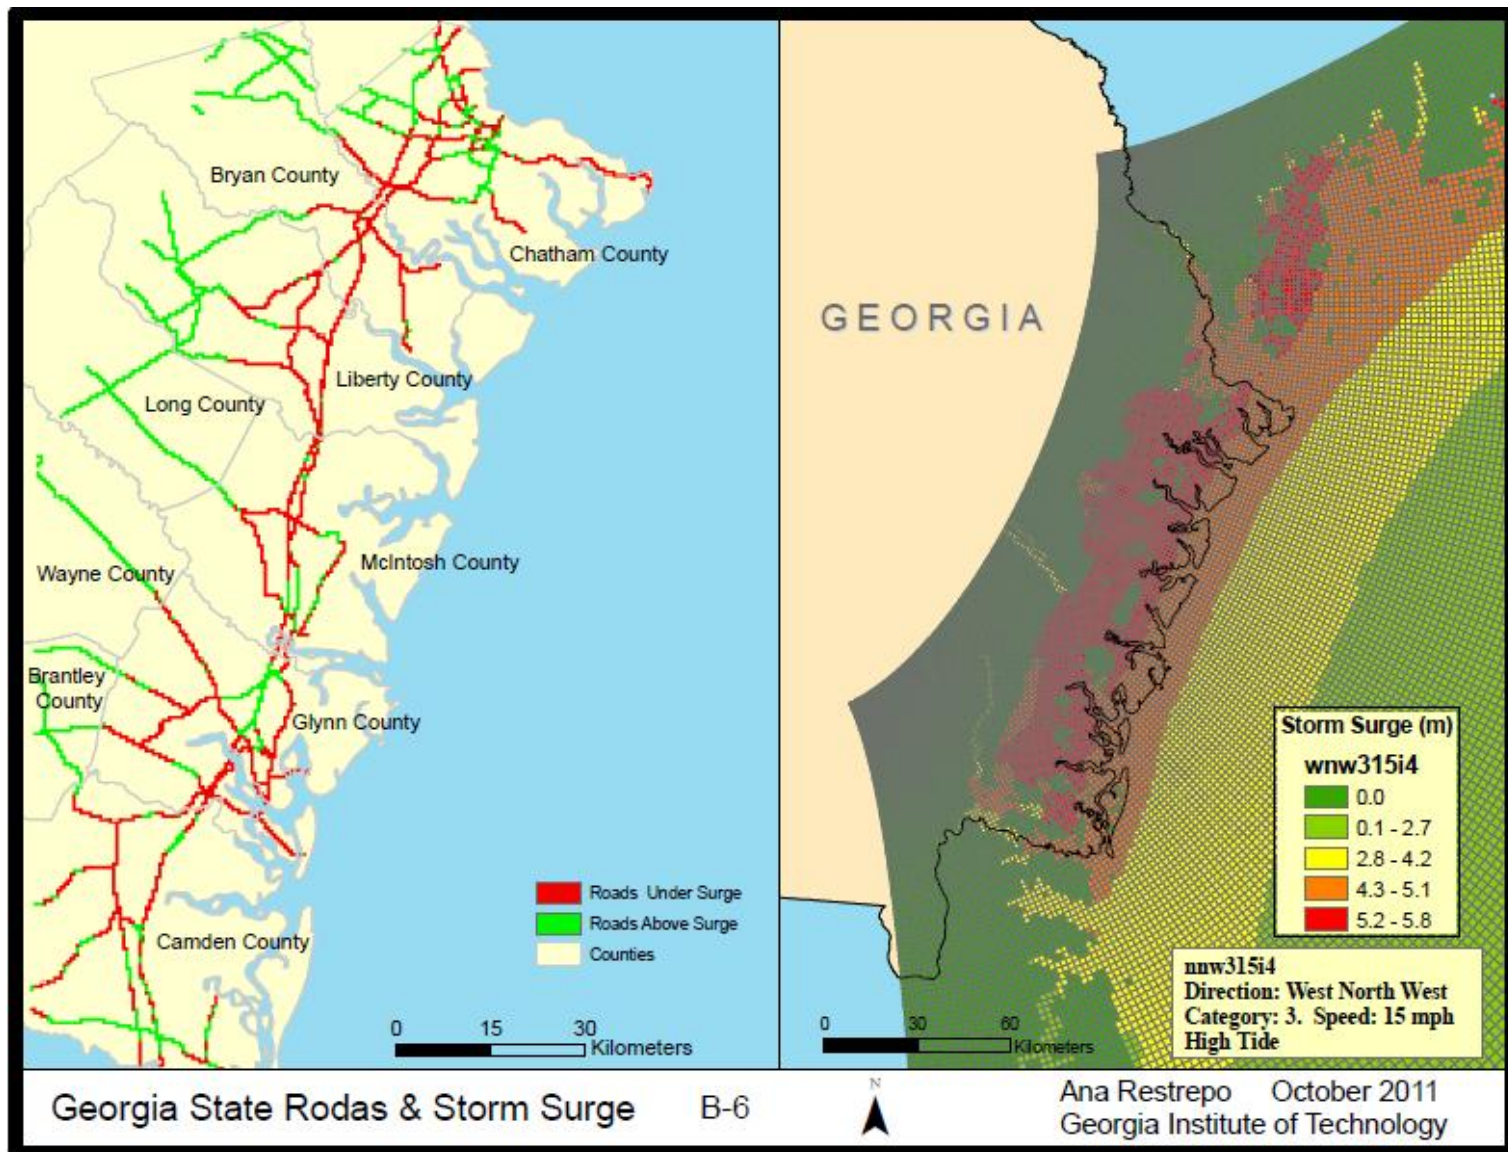 Bryan County
Chatham County
Liberty County
Long County
McIntosh County
Wayne County
Brantley
County
Glynn County
Camden County
Roads Under Surge
Roads Above Surge
Counties
0 15 30
Kilometers
GEORGIA
Storm Surge (m)
wnw315i4
0.0
0.1 - 2.7
2.8 - 4.2
4.3 - 5.1
5.2 - 5.8
nnw315i4
Direction: West North West
Category: 3. Speed: 15 mph
High Tide
0 30 60
Kilometers
Georgia State Rodas & Storm Surge B-6
N
Ana Restrepo October 2011
Georgia Institute of Technology